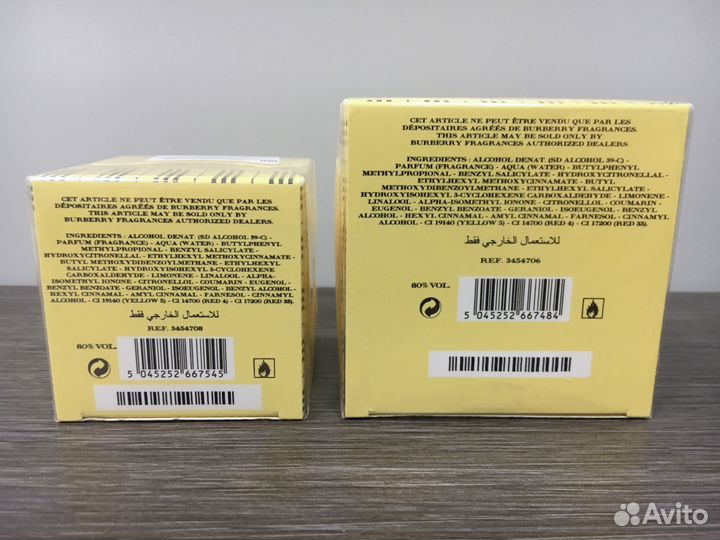 CET ARTICLE NE PEUT ÊTRE VENDU QUE PAR LES
DÉPOSITAIRES AGRÉÉS DE BURBERRY FRAGRANCES.
THIS ARTICLE MAY BE SOLD ONLY BY
BURBERRY FRAGRANCES AUTHORIZED DEALERS.
INGREDIENTS : ALCOHOL DENAT. (SD ALCOHOL 39-C) -
PARFUM (FRAGRANCE) - AQUA (WATER) - BUTYLPHENYL
METHYLPROPIONAL - BENZYL SALICYLATE -
HYDROXYCITRONELLAL - ETHYLHEXYL METHOXYCINNAMATE -
BUTYL METHOXYDIBENZOYLMETHANE - ETHYLHEXYL
SALICYLATE - HYDROXYISOHEXYL 3-CYCLOHEXENE
CARBOXALDEHYDE - LIMONENE - LINALOOL - ALPHA-
ISOMETHYL IONONE - CITRONELLOL - COUMARIN - EUGENOL -
BENZYL BENZOATE - GERANIOL - ISOEUGENOL - BENZYL ALCOHOL -
HEXYL CINNAMAL - AMYL CINNAMAL - FARNESOL - CINNAMYL
ALCOHOL - CI 19140 (YELLOW 5) - CI 14700 (RED 4) - CI 17200 (RED 33).
للاستعمال الخارجي فقط
REF. 3454708
80% VOL.
5 045252 667545
CET ARTICLE NE PEUT ÊTRE VENDU QUE PAR LES
DÉPOSITAIRES AGRÉÉS DE BURBERRY FRAGRANCES.
THIS ARTICLE MAY BE SOLD ONLY BY
BURBERRY FRAGRANCES AUTHORIZED DEALERS.
INGREDIENTS : ALCOHOL DENAT. (SD ALCOHOL 39-C) -
PARFUM (FRAGRANCE) - AQUA (WATER) - BUTYLPHENYL
METHYLPROPIONAL - BENZYL SALICYLATE - HYDROXYCITRONELLAL -
ETHYLHEXYL METHOXYCINNAMATE - BUTYL
METHOXYDIBENZOYLMETHANE - ETHYLHEXYL SALICYLATE -
HYDROXYISOHEXYL 3-CYCLOHEXENE CARBOXALDEHYDE - LIMONENE -
LINALOOL - ALPHA-ISOMETHYL IONONE - CITRONELLOL - COUMARIN -
EUGENOL - BENZYL BENZOATE - GERANIOL - ISOEUGENOL - BENZYL
ALCOHOL - HEXYL CINNAMAL - AMYL CINNAMAL - FARNESOL - CINNAMYL
ALCOHOL - CI 19140 (YELLOW 5) - CI 14700 (RED 4) - CI 17200 (RED 33).
للاستعمال الخارجي فقط
REF. 3454706
80% VOL.
5 045252 667484
Avito